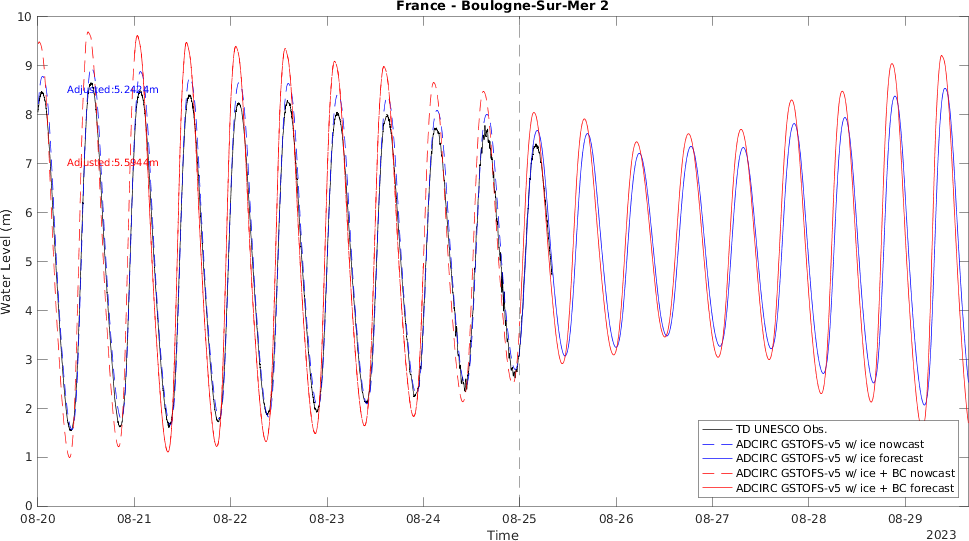 France - Boulogne-Sur-Mer 2
10
9
8
7
6
5
4
3
2
1
0
Water Level (m)
Adjusted:5.2424m
Adjusted:5.5944m
TD UNESCO Obs.
ADCIRC GSTOFS-v5 w/ ice nowcast
ADCIRC GSTOFS-v5 w/ ice forecast
ADCIRC GSTOFS-v5 w/ ice + BC nowcast
ADCIRC GSTOFS-v5 w/ ice + BC forecast
08-20 08-21 08-22 08-23 08-24 08-25 08-26 08-27 08-28 08-29
Time
2023